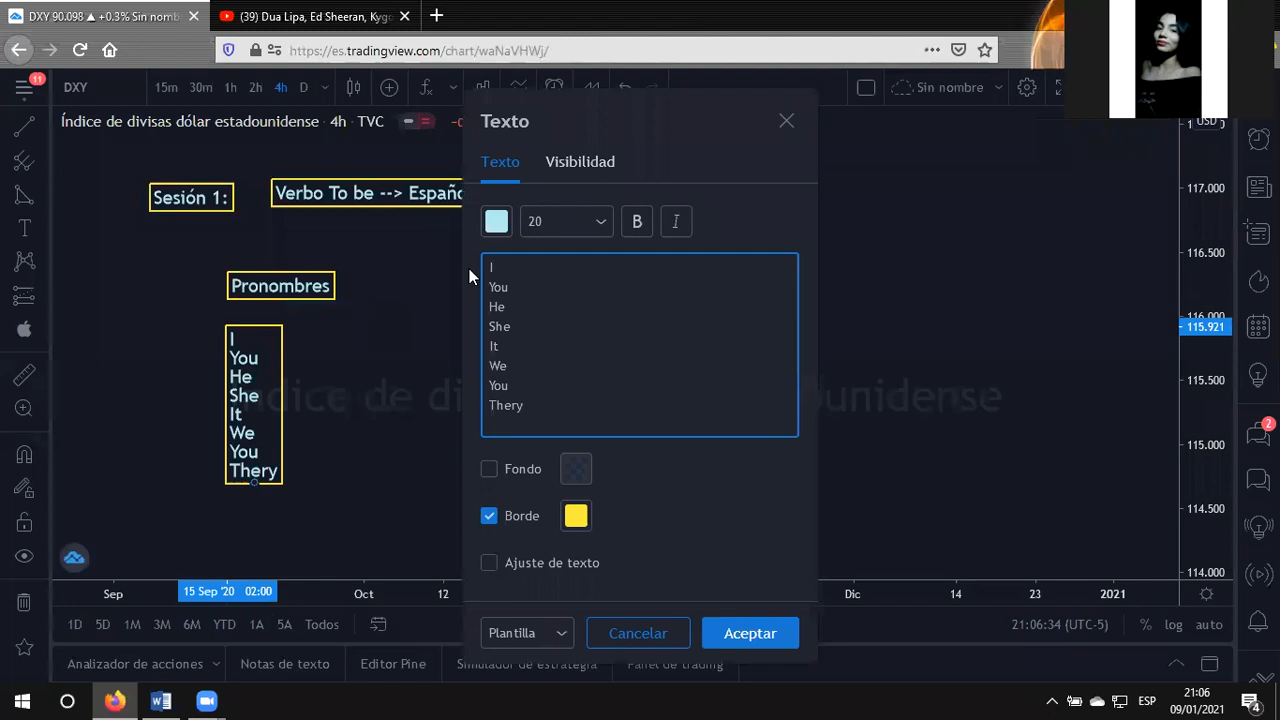 DXY 90.098 ▲ +0.3% Sin nombre
(39) Dua Lipa, Ed Sheeran, Kygo
https://es.tradingview.com/chart/waNaVHWj/
11
DXY
15m 30m 1h 2h 4h D
Sin nombre
Índice de divisas dólar estadounidense · 4h · TVC
USD
Texto
Texto Visibilidad
Sesión 1:
Verbo To be --> Españo
20
B I
Pronombres
I
You
He
She
It
We
You
Thery
I
You
He
She
It
We
You
Thery
Fondo
Borde
Ajuste de texto
Plantilla
Cancelar
Aceptar
117.000
116.500
116.000
115.921
115.500
115.000
114.500
114.000
2
Sep
15 Sep '20 02:00
Oct
12
Dic
14
23
2021
1D 5D 1M 3M 6M YTD 1A 5A Todos
21:06:34 (UTC-5)
% log auto
Analizador de acciones
Notas de texto
Editor Pine
Simulador de estrategia
Panel de trading
ESP
21:06
09/01/2021
4